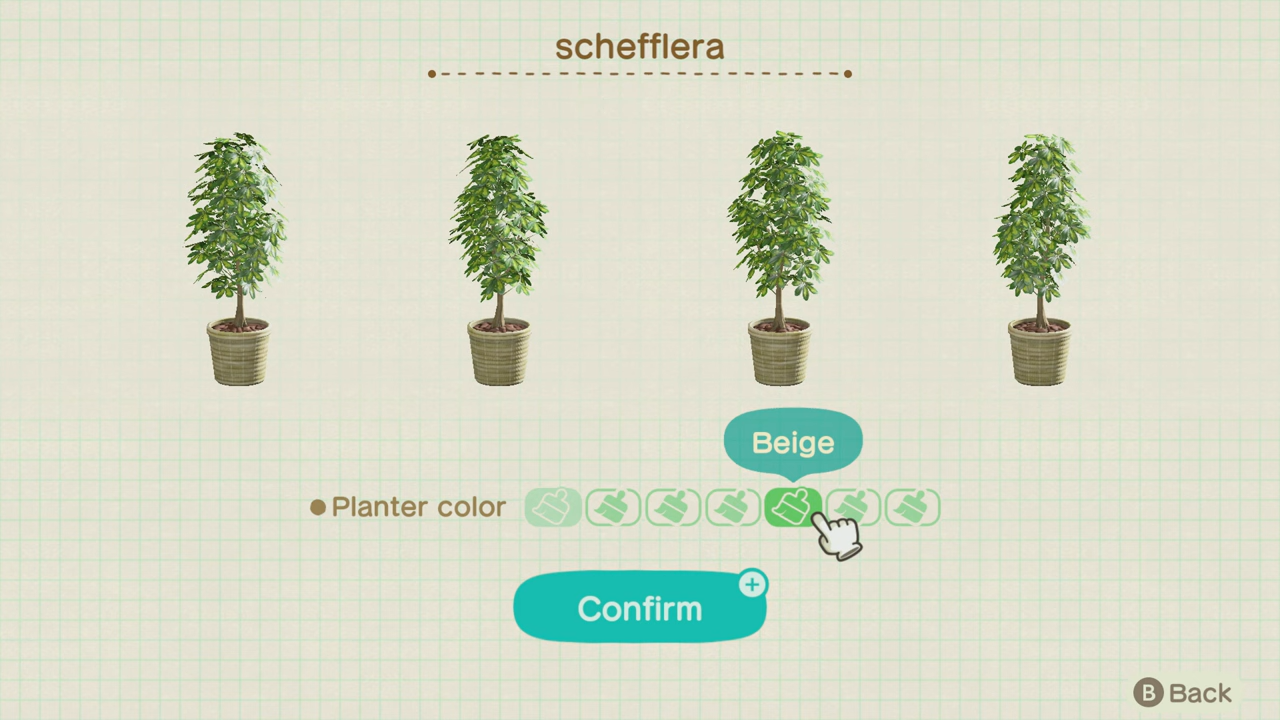 schefflera
Beige
Planter color
Confirm
B Back